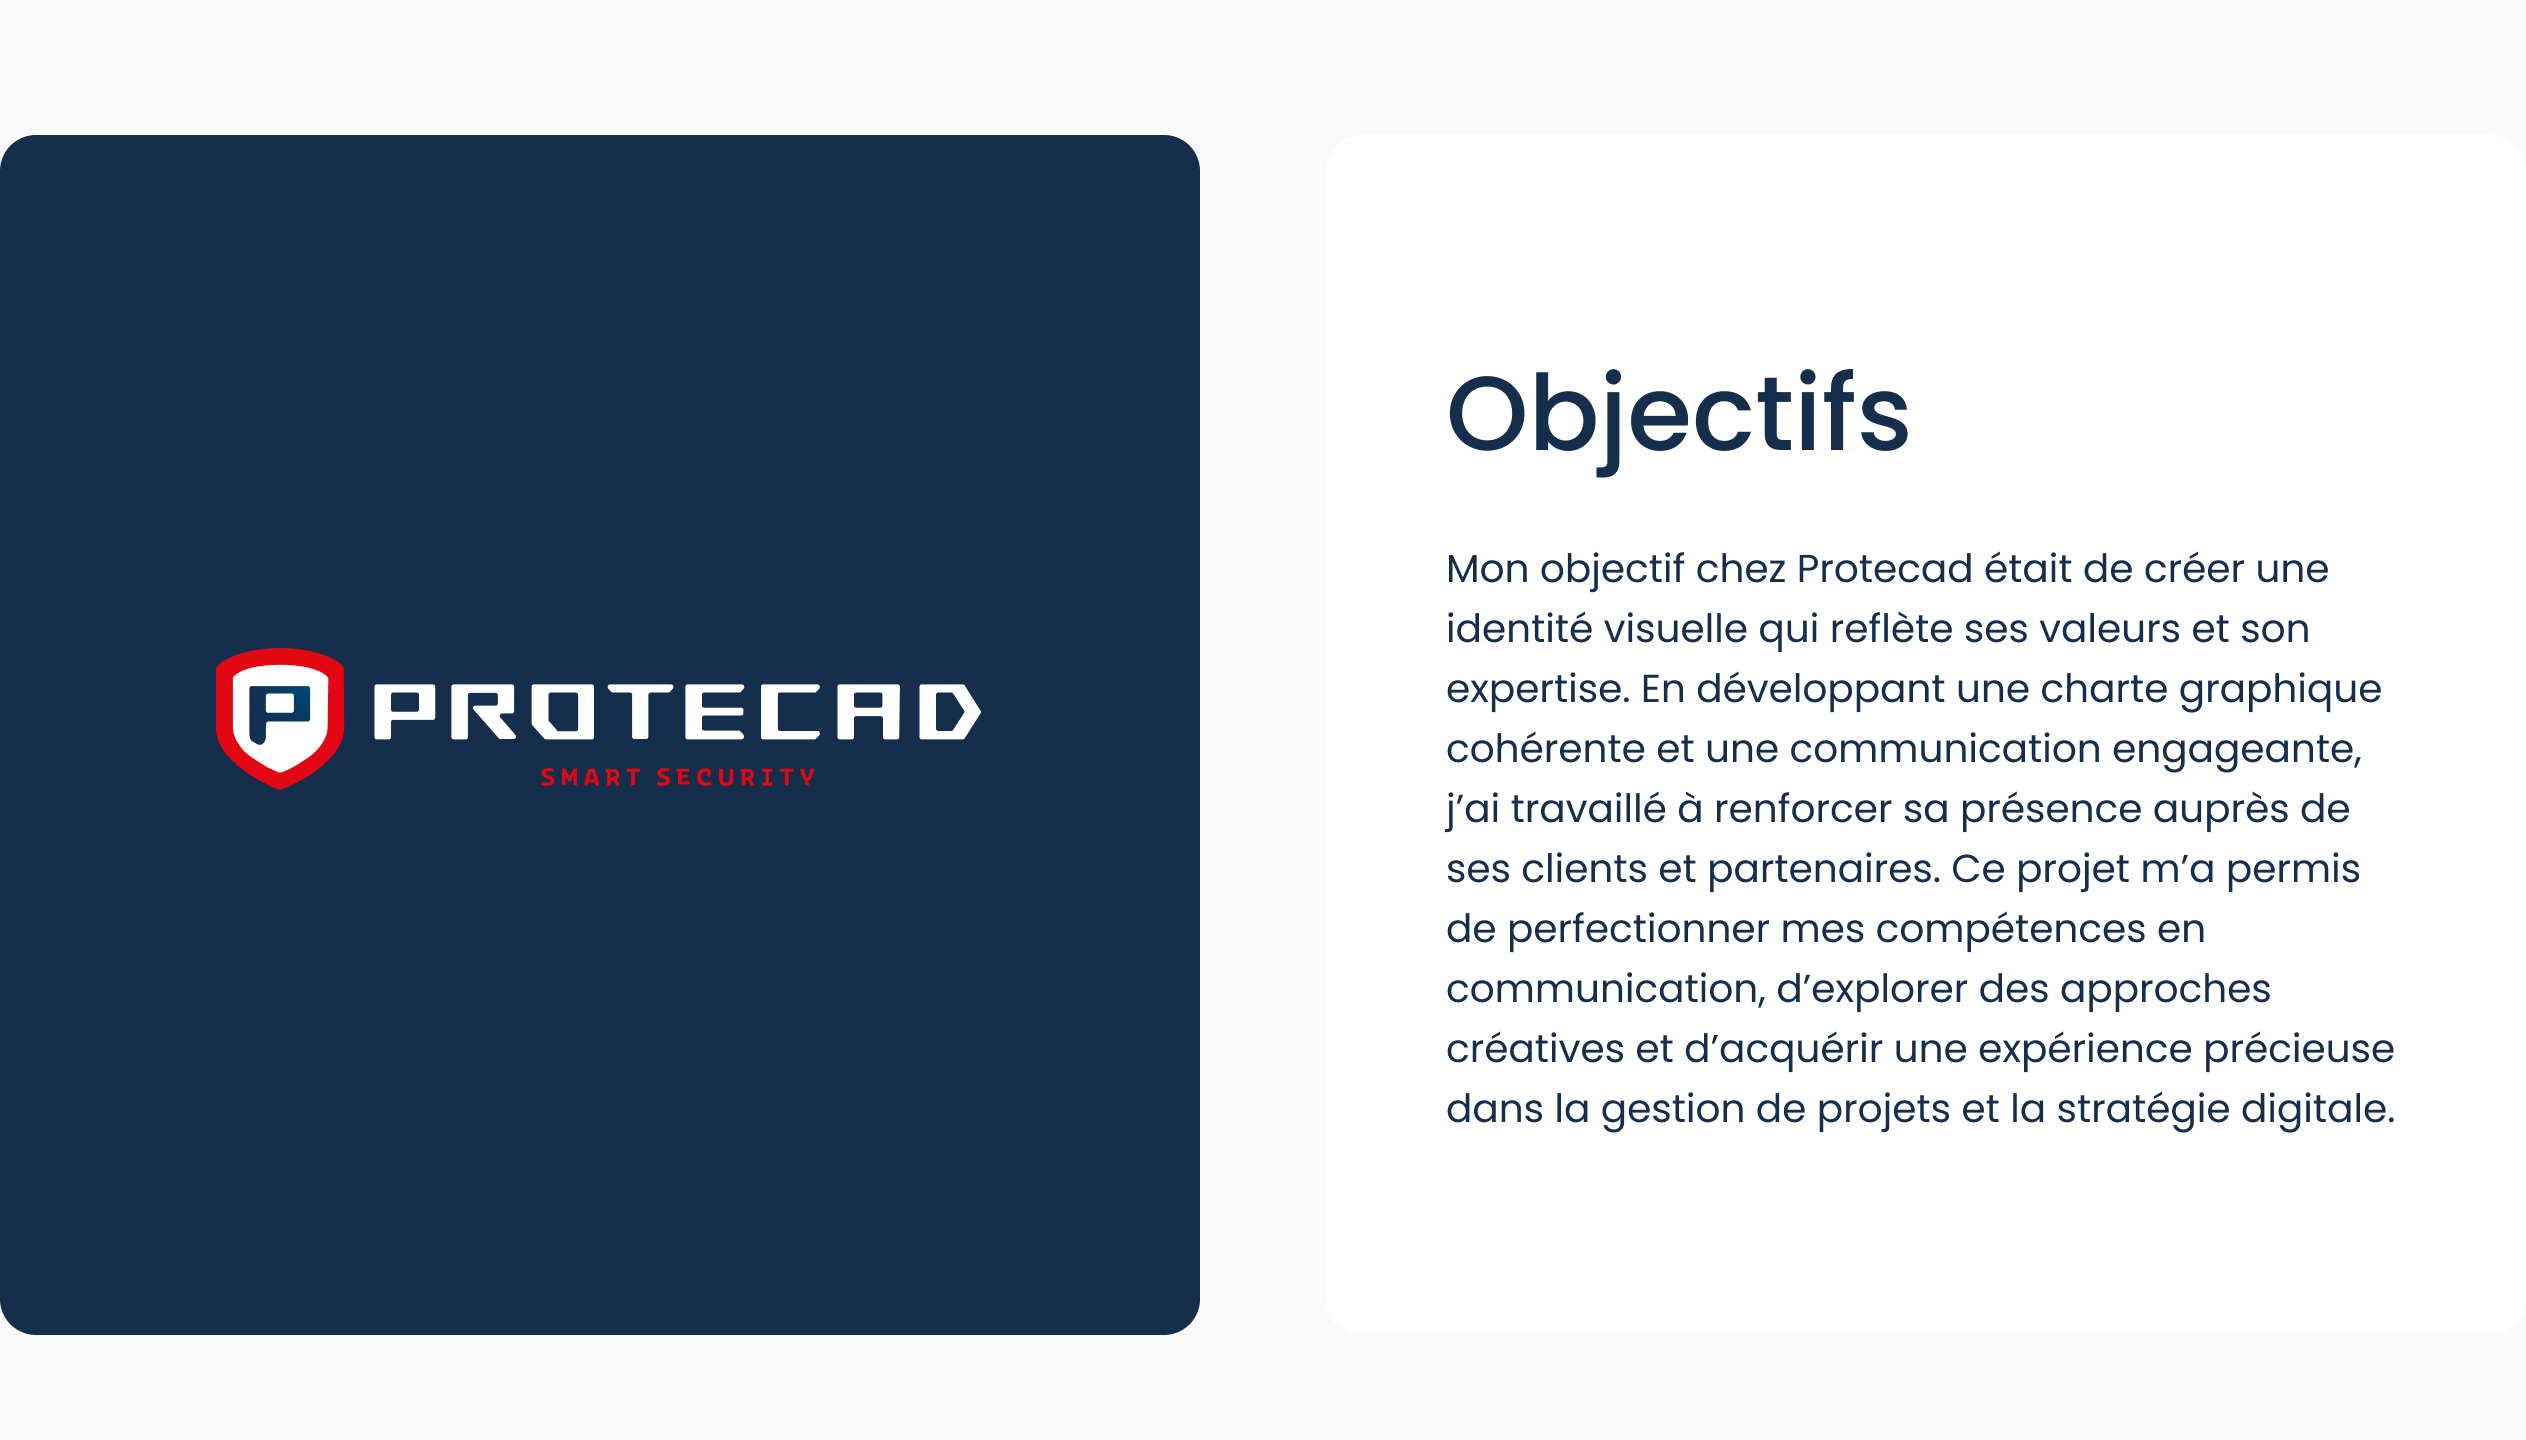 P PROTECAD
SMART SECURITY
Objectifs
Mon objectif chez Protecad était de créer une
identité visuelle qui reflète ses valeurs et son
expertise. En développant une charte graphique
cohérente et une communication engageante,
j’ai travaillé à renforcer sa présence auprès de
ses clients et partenaires. Ce projet m’a permis
de perfectionner mes compétences en
communication, d’explorer des approches
créatives et d’acquérir une expérience précieuse
dans la gestion de projets et la stratégie digitale.